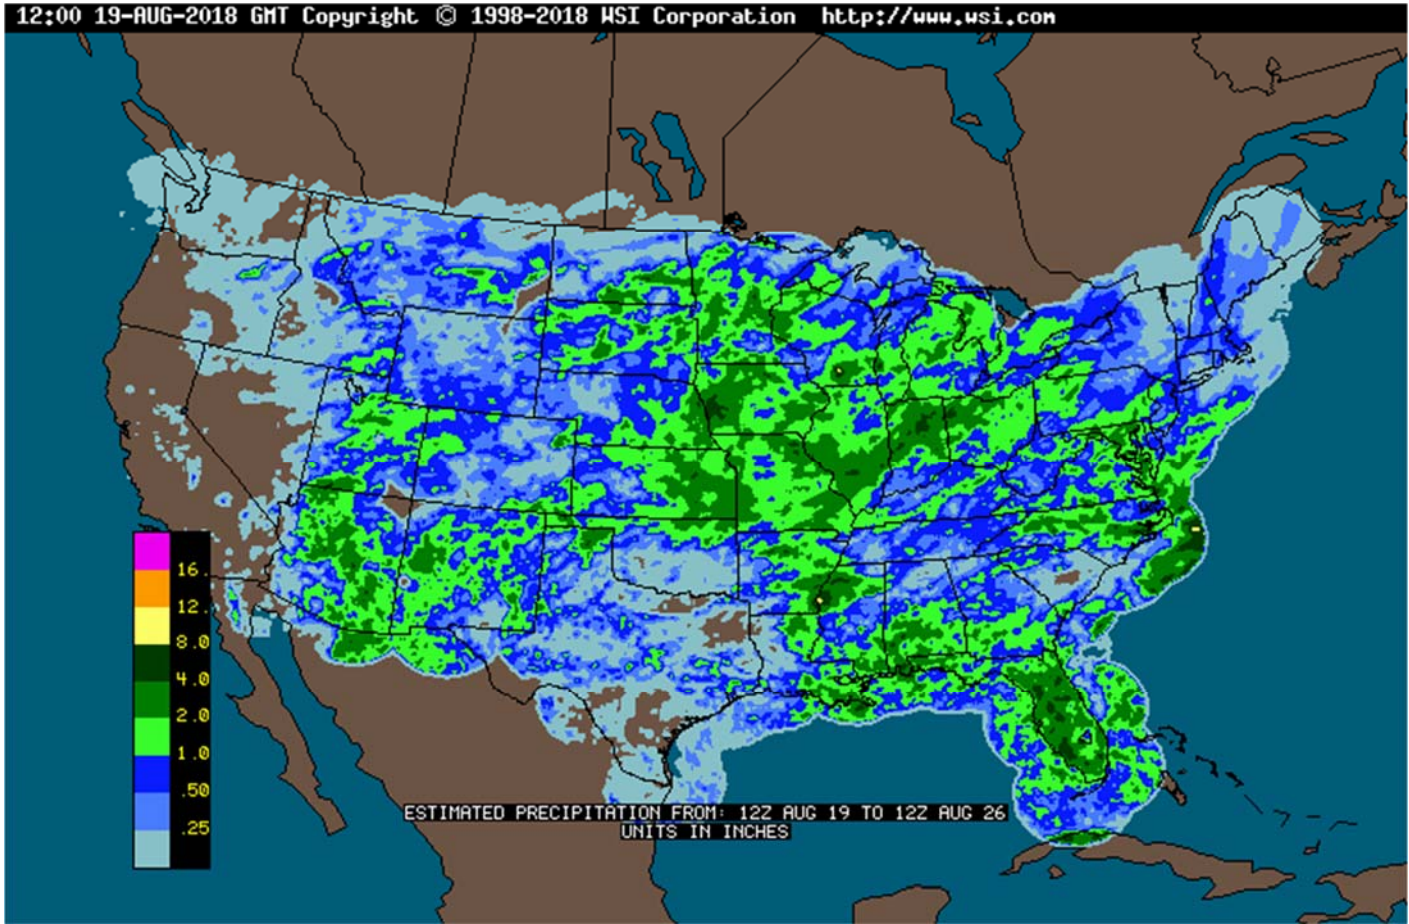 12:00 19-AUG-2018 GMT Copyright © 1998-2018 WSI Corporation http://www.wsi.com
16.
12.
8.0
4.0
2.0
1.0
.50
.25
ESTIMATED PRECIPITATION FROM: 12Z AUG 19 TO 12Z AUG 26
UNITS IN INCHES